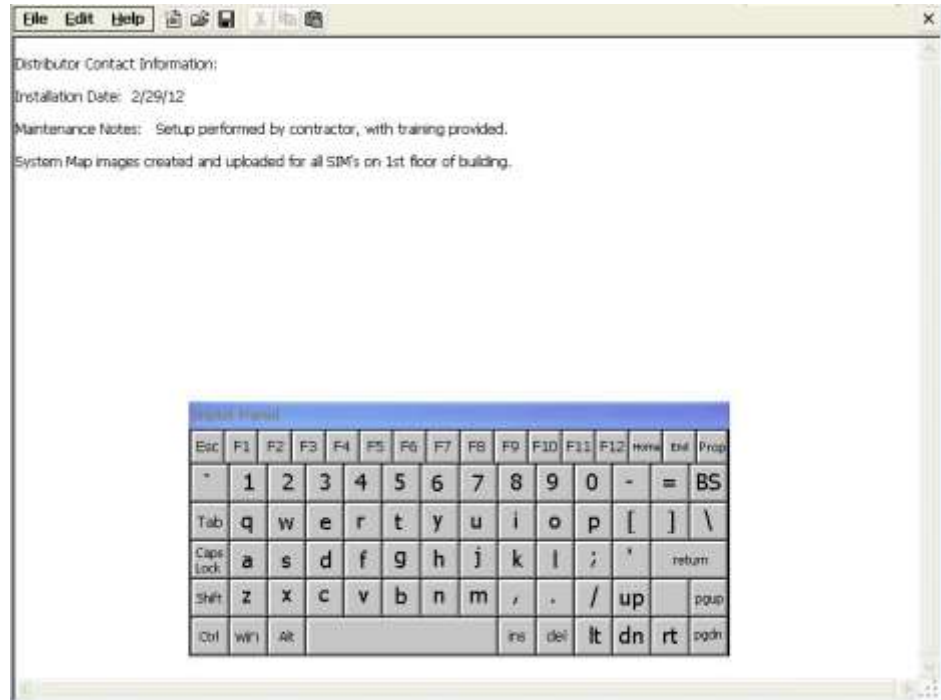 File Edit Help
Distributor Contact Information:
Installation Date: 2/29/12
Maintenance Notes: Setup performed by contractor, with training provided.
System Map images created and uploaded for all SIM's on 1st floor of building.
Esc F1 F2 F3 F4 F5 F6 F7 F8 F9 F10 F11 F12 Home End Prop
` 1 2 3 4 5 6 7 8 9 0 - = BS
Tab q w e r t y u i o p [ ] \
Caps Lock a s d f g h j k l ; ' return
Shift z x c v b n m , . / up pgup
Ctrl win Alt ins del lt dn rt pgdn